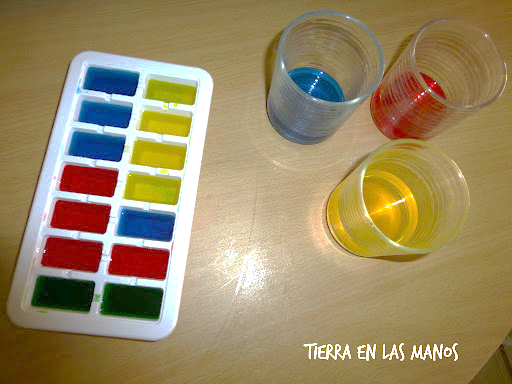 TIERRA EN LAS MANOS